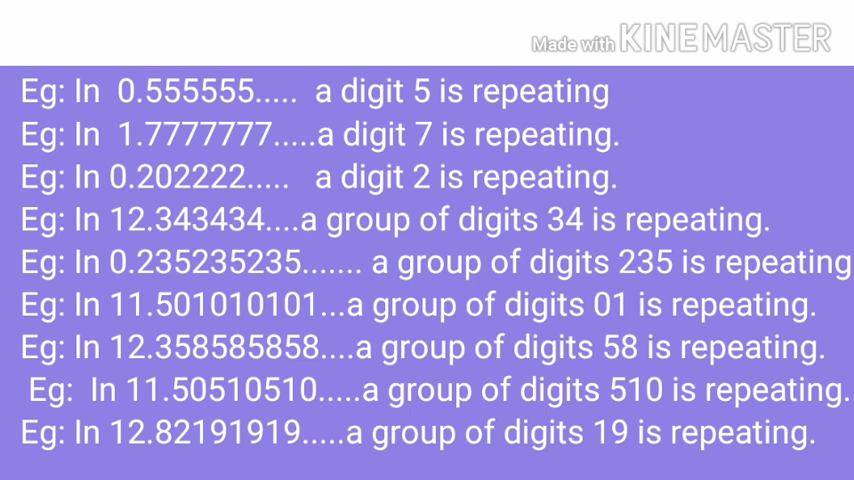 Made with KINEMASTER
Eg: In  0.555555.....  a digit 5 is repeating
Eg: In  1.7777777.....a digit 7 is repeating.
Eg: In 0.202222.....   a digit 2 is repeating.
Eg: In 12.343434....a group of digits 34 is repeating.
Eg: In 0.235235235....... a group of digits 235 is repeating
Eg: In 11.501010101...a group of digits 01 is repeating.
Eg: In 12.358585858....a group of digits 58 is repeating.
Eg:  In 11.50510510.....a group of digits 510 is repeating.
Eg: In 12.82191919.....a group of digits 19 is repeating.